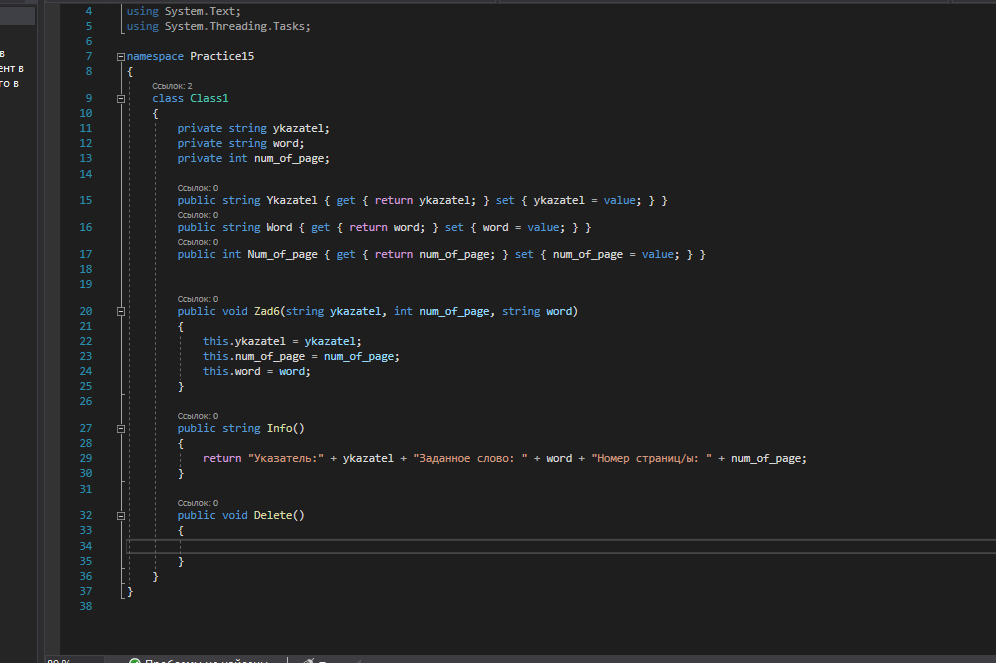 в
ент в
го в
4 using System.Text;
5 using System.Threading.Tasks;
6
7 namespace Practice15
8 {
Ссылок: 2
9 class Class1
10 {
11 private string ykazatel;
12 private string word;
13 private int num_of_page;
14
Ссылок: 0
15 public string Ykazatel { get { return ykazatel; } set { ykazatel = value; } }
Ссылок: 0
16 public string Word { get { return word; } set { word = value; } }
Ссылок: 0
17 public int Num_of_page { get { return num_of_page; } set { num_of_page = value; } }
18
19
Ссылок: 0
20 public void Zad6(string ykazatel, int num_of_page, string word)
21 {
22 this.ykazatel = ykazatel;
23 this.num_of_page = num_of_page;
24 this.word = word;
25 }
26
Ссылок: 0
27 public string Info()
28 {
29 return "Указатель:" + ykazatel + "Заданное слово: " + word + "Номер страниц/ы: " + num_of_page;
30 }
31
Ссылок: 0
32 public void Delete()
33 {
34
35 }
36 }
37 }
38